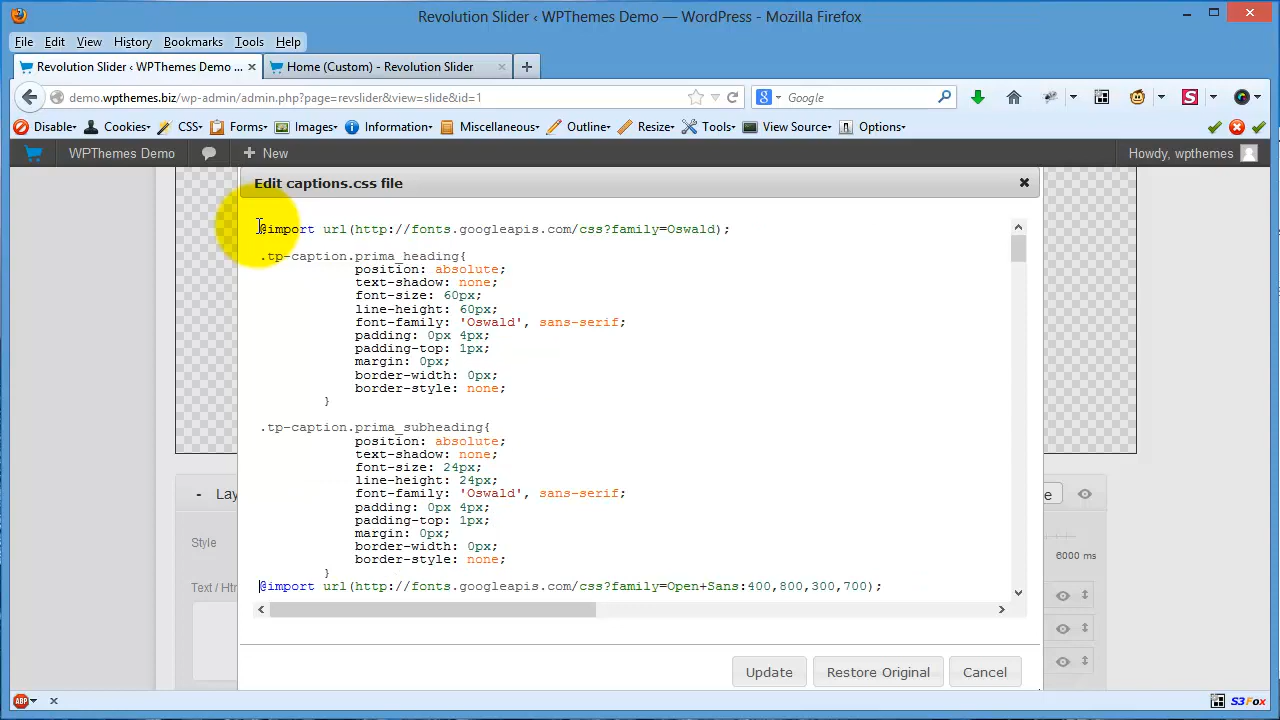 Revolution Slider ‹ WPThemes Demo — WordPress - Mozilla Firefox
File Edit View History Bookmarks Tools Help
Revolution Slider ‹ WPThemes Demo ... × Home (Custom) - Revolution Slider × +
demo.wpthemes.biz/wp-admin/admin.php?page=revslider&view=slide&id=1 Google
Disable Cookies CSS Forms Images Information Miscellaneous Outline Resize Tools View Source Options
WPThemes Demo + New Howdy, wpthemes
Edit captions.css file
@import url(http://fonts.googleapis.com/css?family=Oswald);
.tp-caption.prima_heading{
position: absolute;
text-shadow: none;
font-size: 60px;
line-height: 60px;
font-family: 'Oswald', sans-serif;
padding: 0px 4px;
padding-top: 1px;
margin: 0px;
border-width: 0px;
border-style: none;
}
.tp-caption.prima_subheading{
position: absolute;
text-shadow: none;
font-size: 24px;
line-height: 24px;
font-family: 'Oswald', sans-serif;
padding: 0px 4px;
padding-top: 1px;
margin: 0px;
border-width: 0px;
border-style: none;
}
@import url(http://fonts.googleapis.com/css?family=Open+Sans:400,800,300,700);
- Lay
e
Style
6000 ms
Text / Ht
Update Restore Original Cancel
ABP × S3Fox